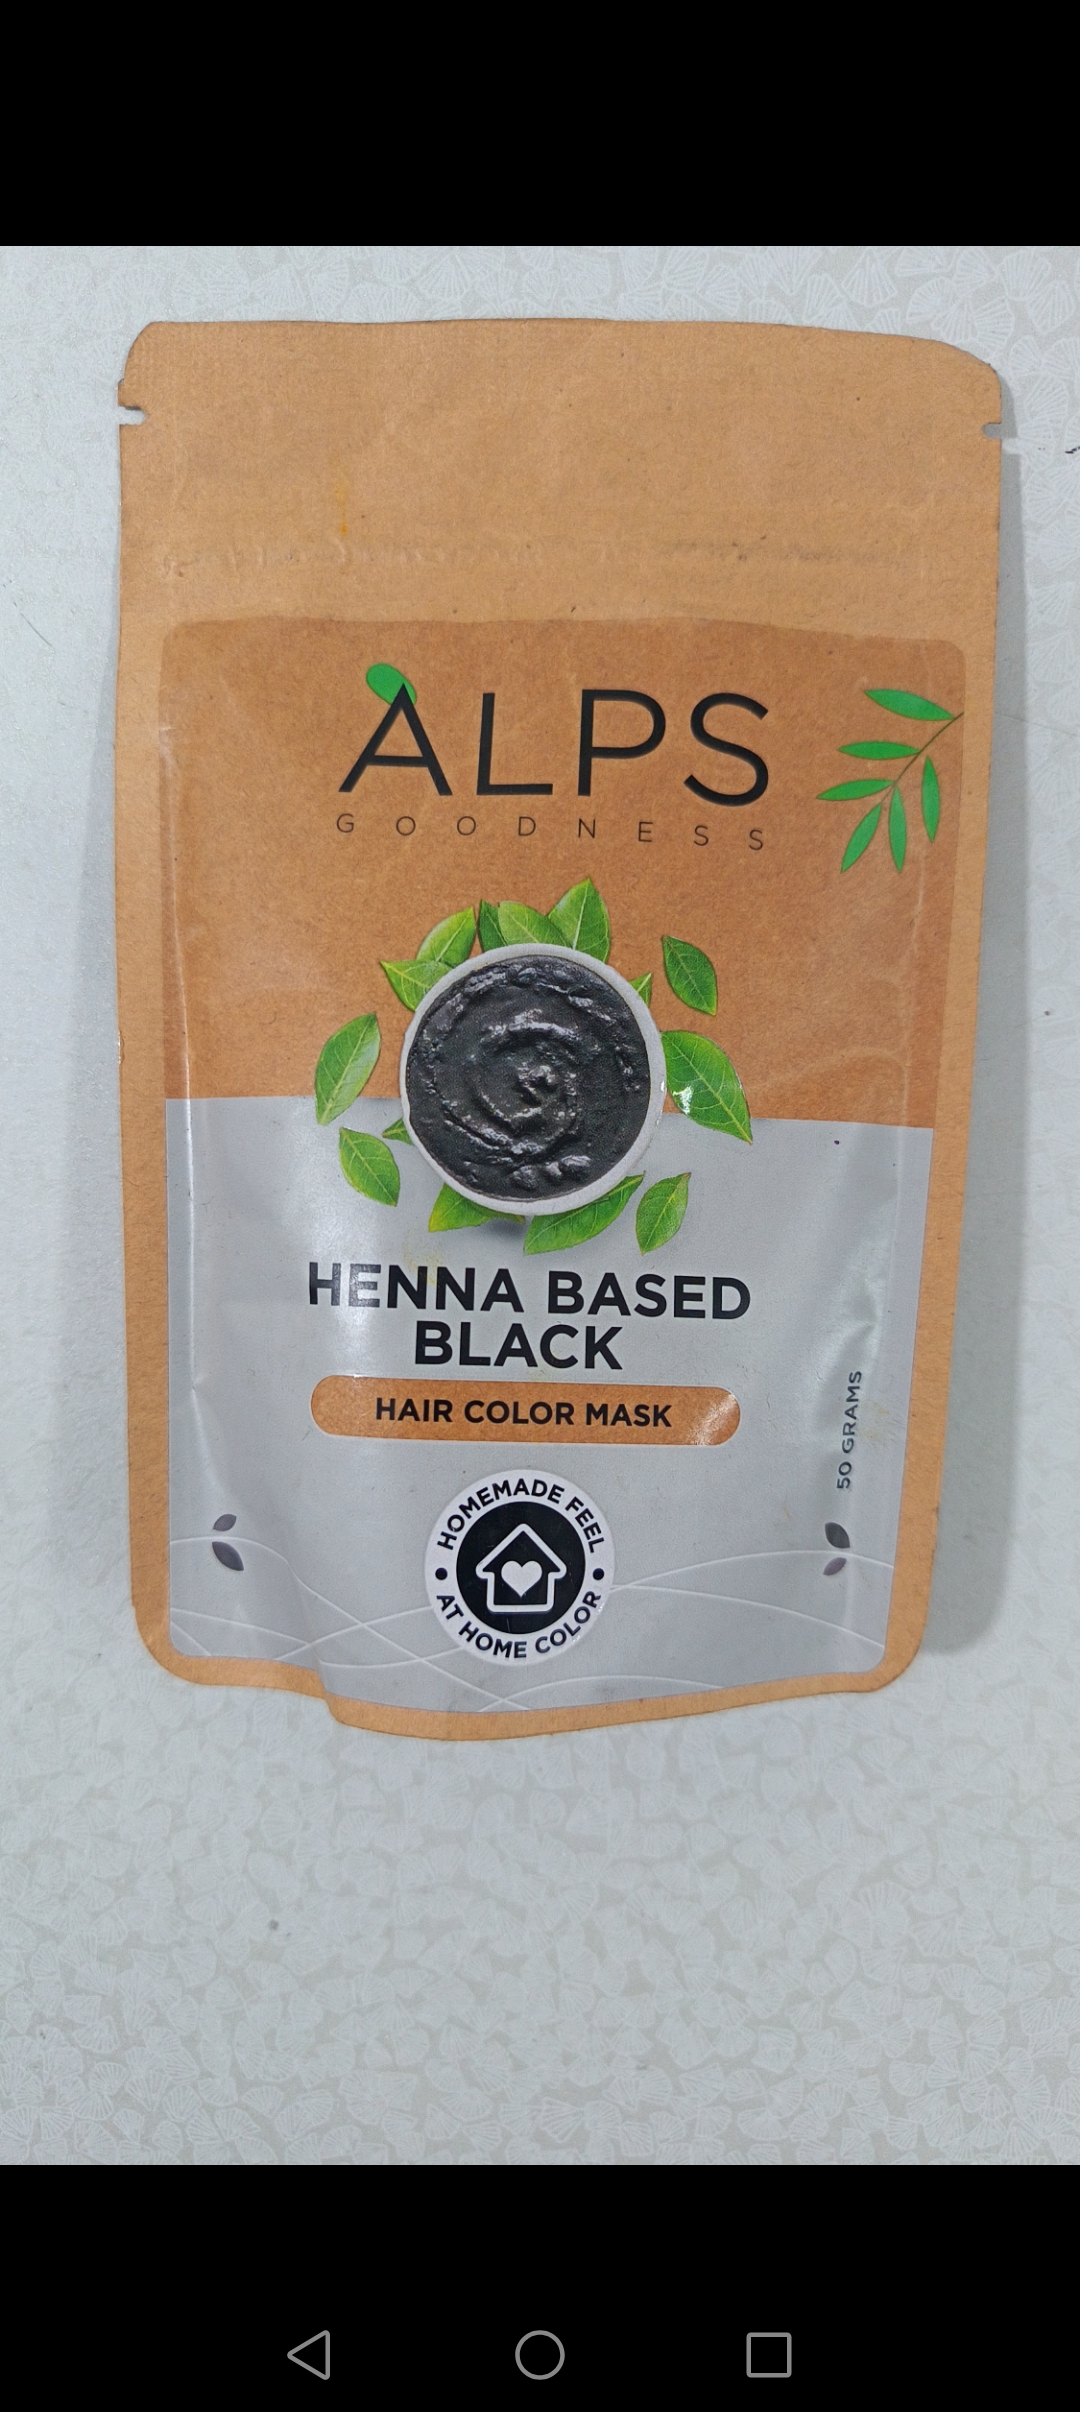 ALPS
GOODNESS
HENNA BASED
BLACK
HAIR COLOR MASK
50 GRAMS
HOMEMADE FEEL
• AT HOME COLOR •